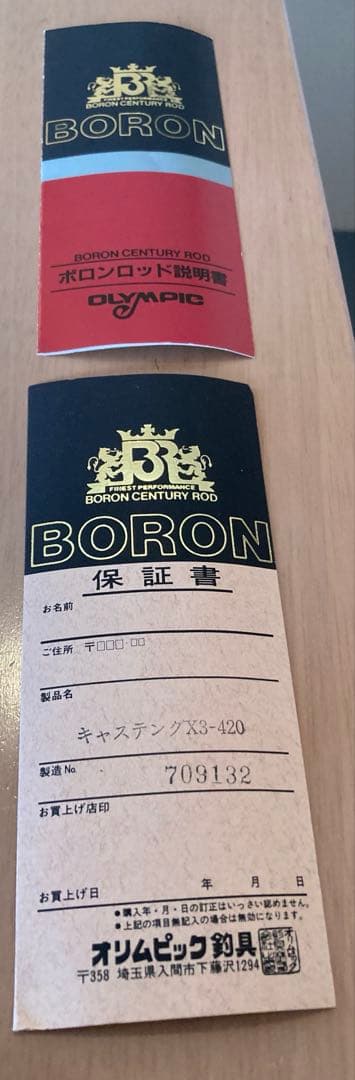 BR
FINEST PERFORMANCE
BORON CENTURY ROD
BORON
BORON CENTURY ROD
ボロンロッド説明書
OLYMPIC
BR
FINEST PERFORMANCE
BORON CENTURY ROD
BORON
保証書
お名前
ご住所 〒□□□-□□
製品名
キャステングX3-420
製造No. 709132
お買上げ店印
お買上げ日 年 月 日
●購入年・月・日の訂正はいっさい認めません。
●上記の項目無記入の場合は無効になります。
オリムピック釣具
〒358 埼玉県入間市下藤沢1294